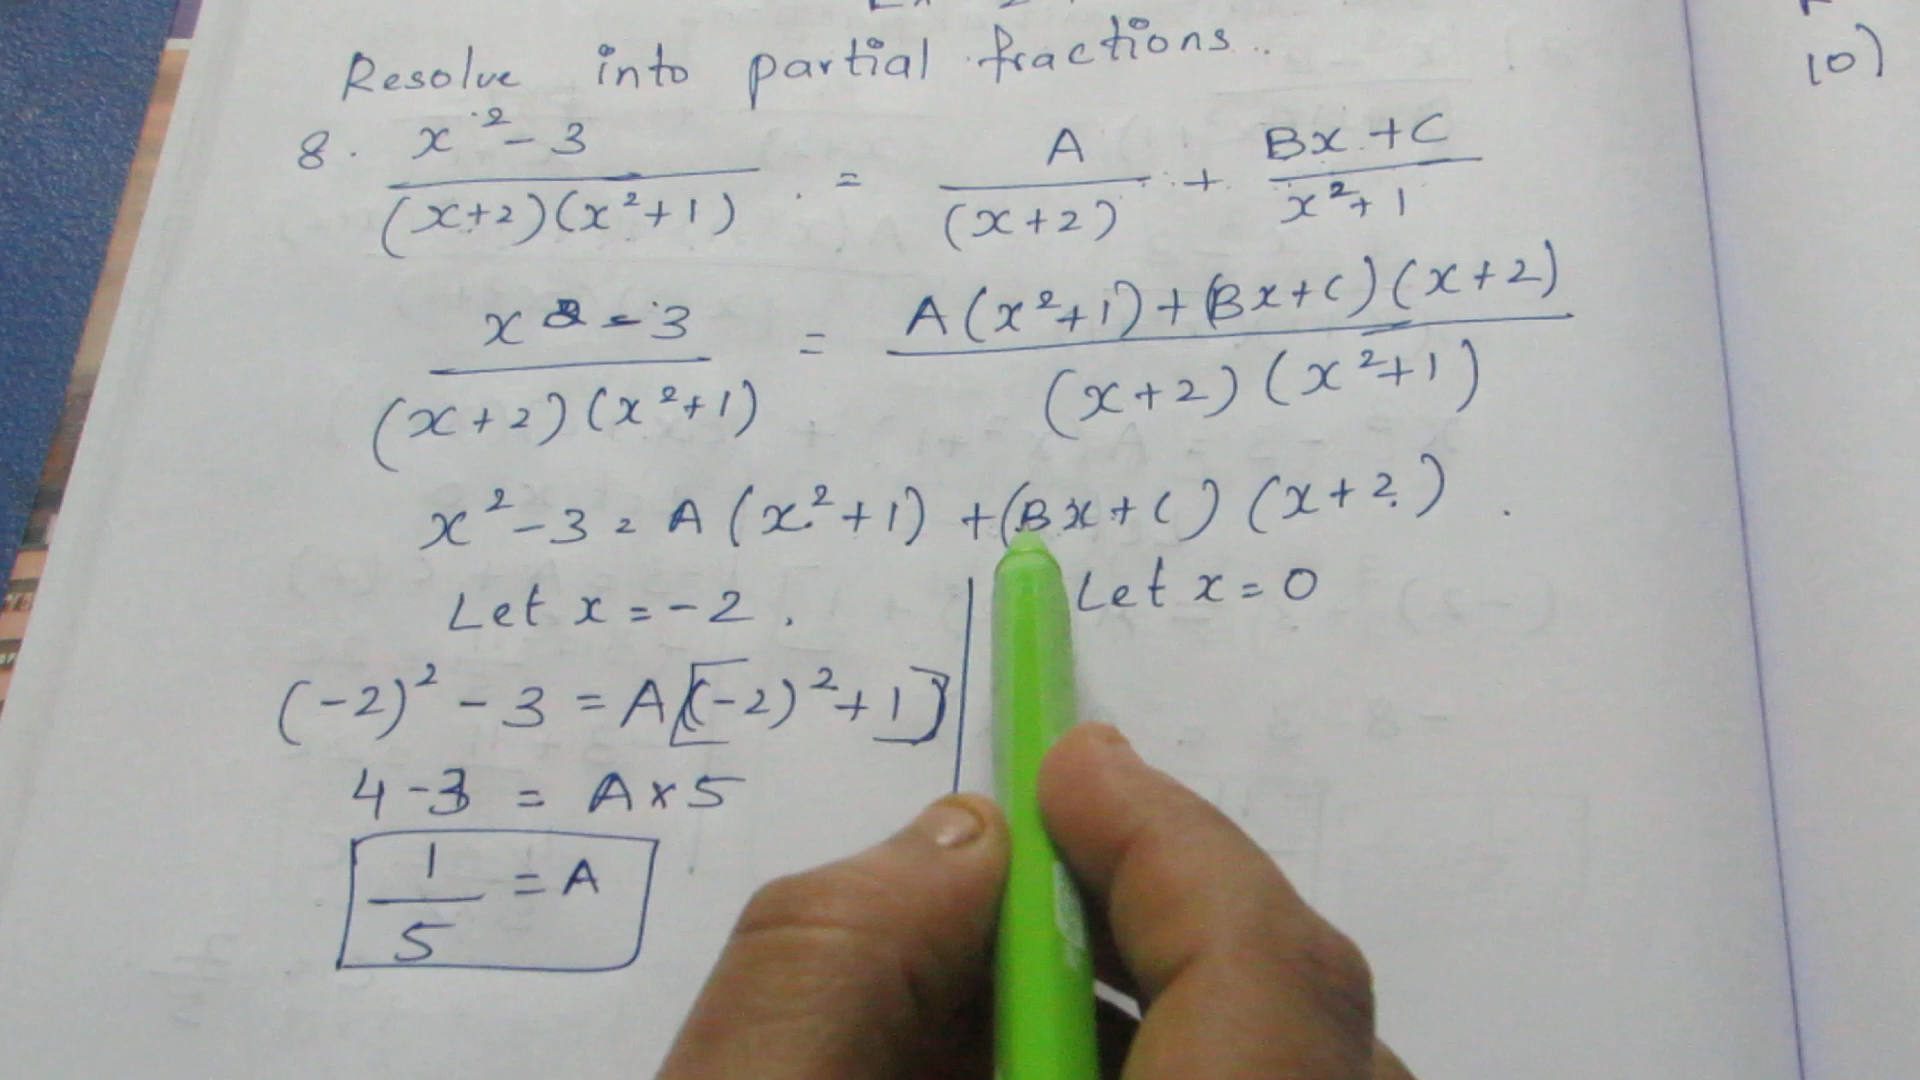 Resolve into partial fractions..
8. x²-3 / (x+2)(x²+1) = A / (x+2) + Bx+C / x²+1
x2-3 / (x+2)(x²+1) = A(x²+1)+(Bx+C)(x+2) / (x+2)(x²+1)
x²-3 = A(x²+1) +(Bx+C)(x+2).
Let x = -2.
(-2)² - 3 = A[(-2)²+1]
4-3 = A×5
1/5 = A
Let x=0
10)